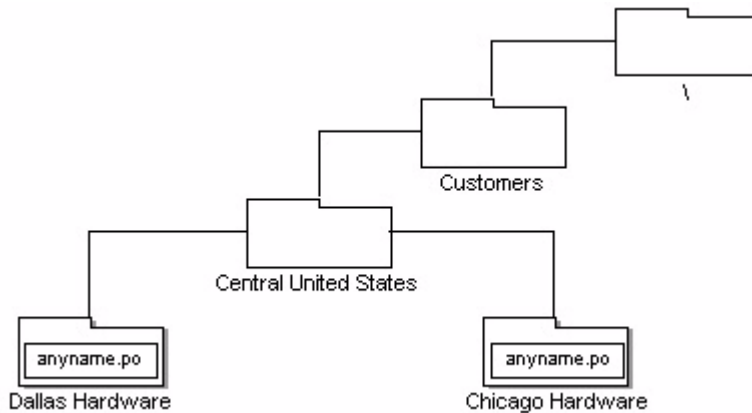 \
Customers
Central United States
anyname.po
anyname.po
Dallas Hardware
Chicago Hardware